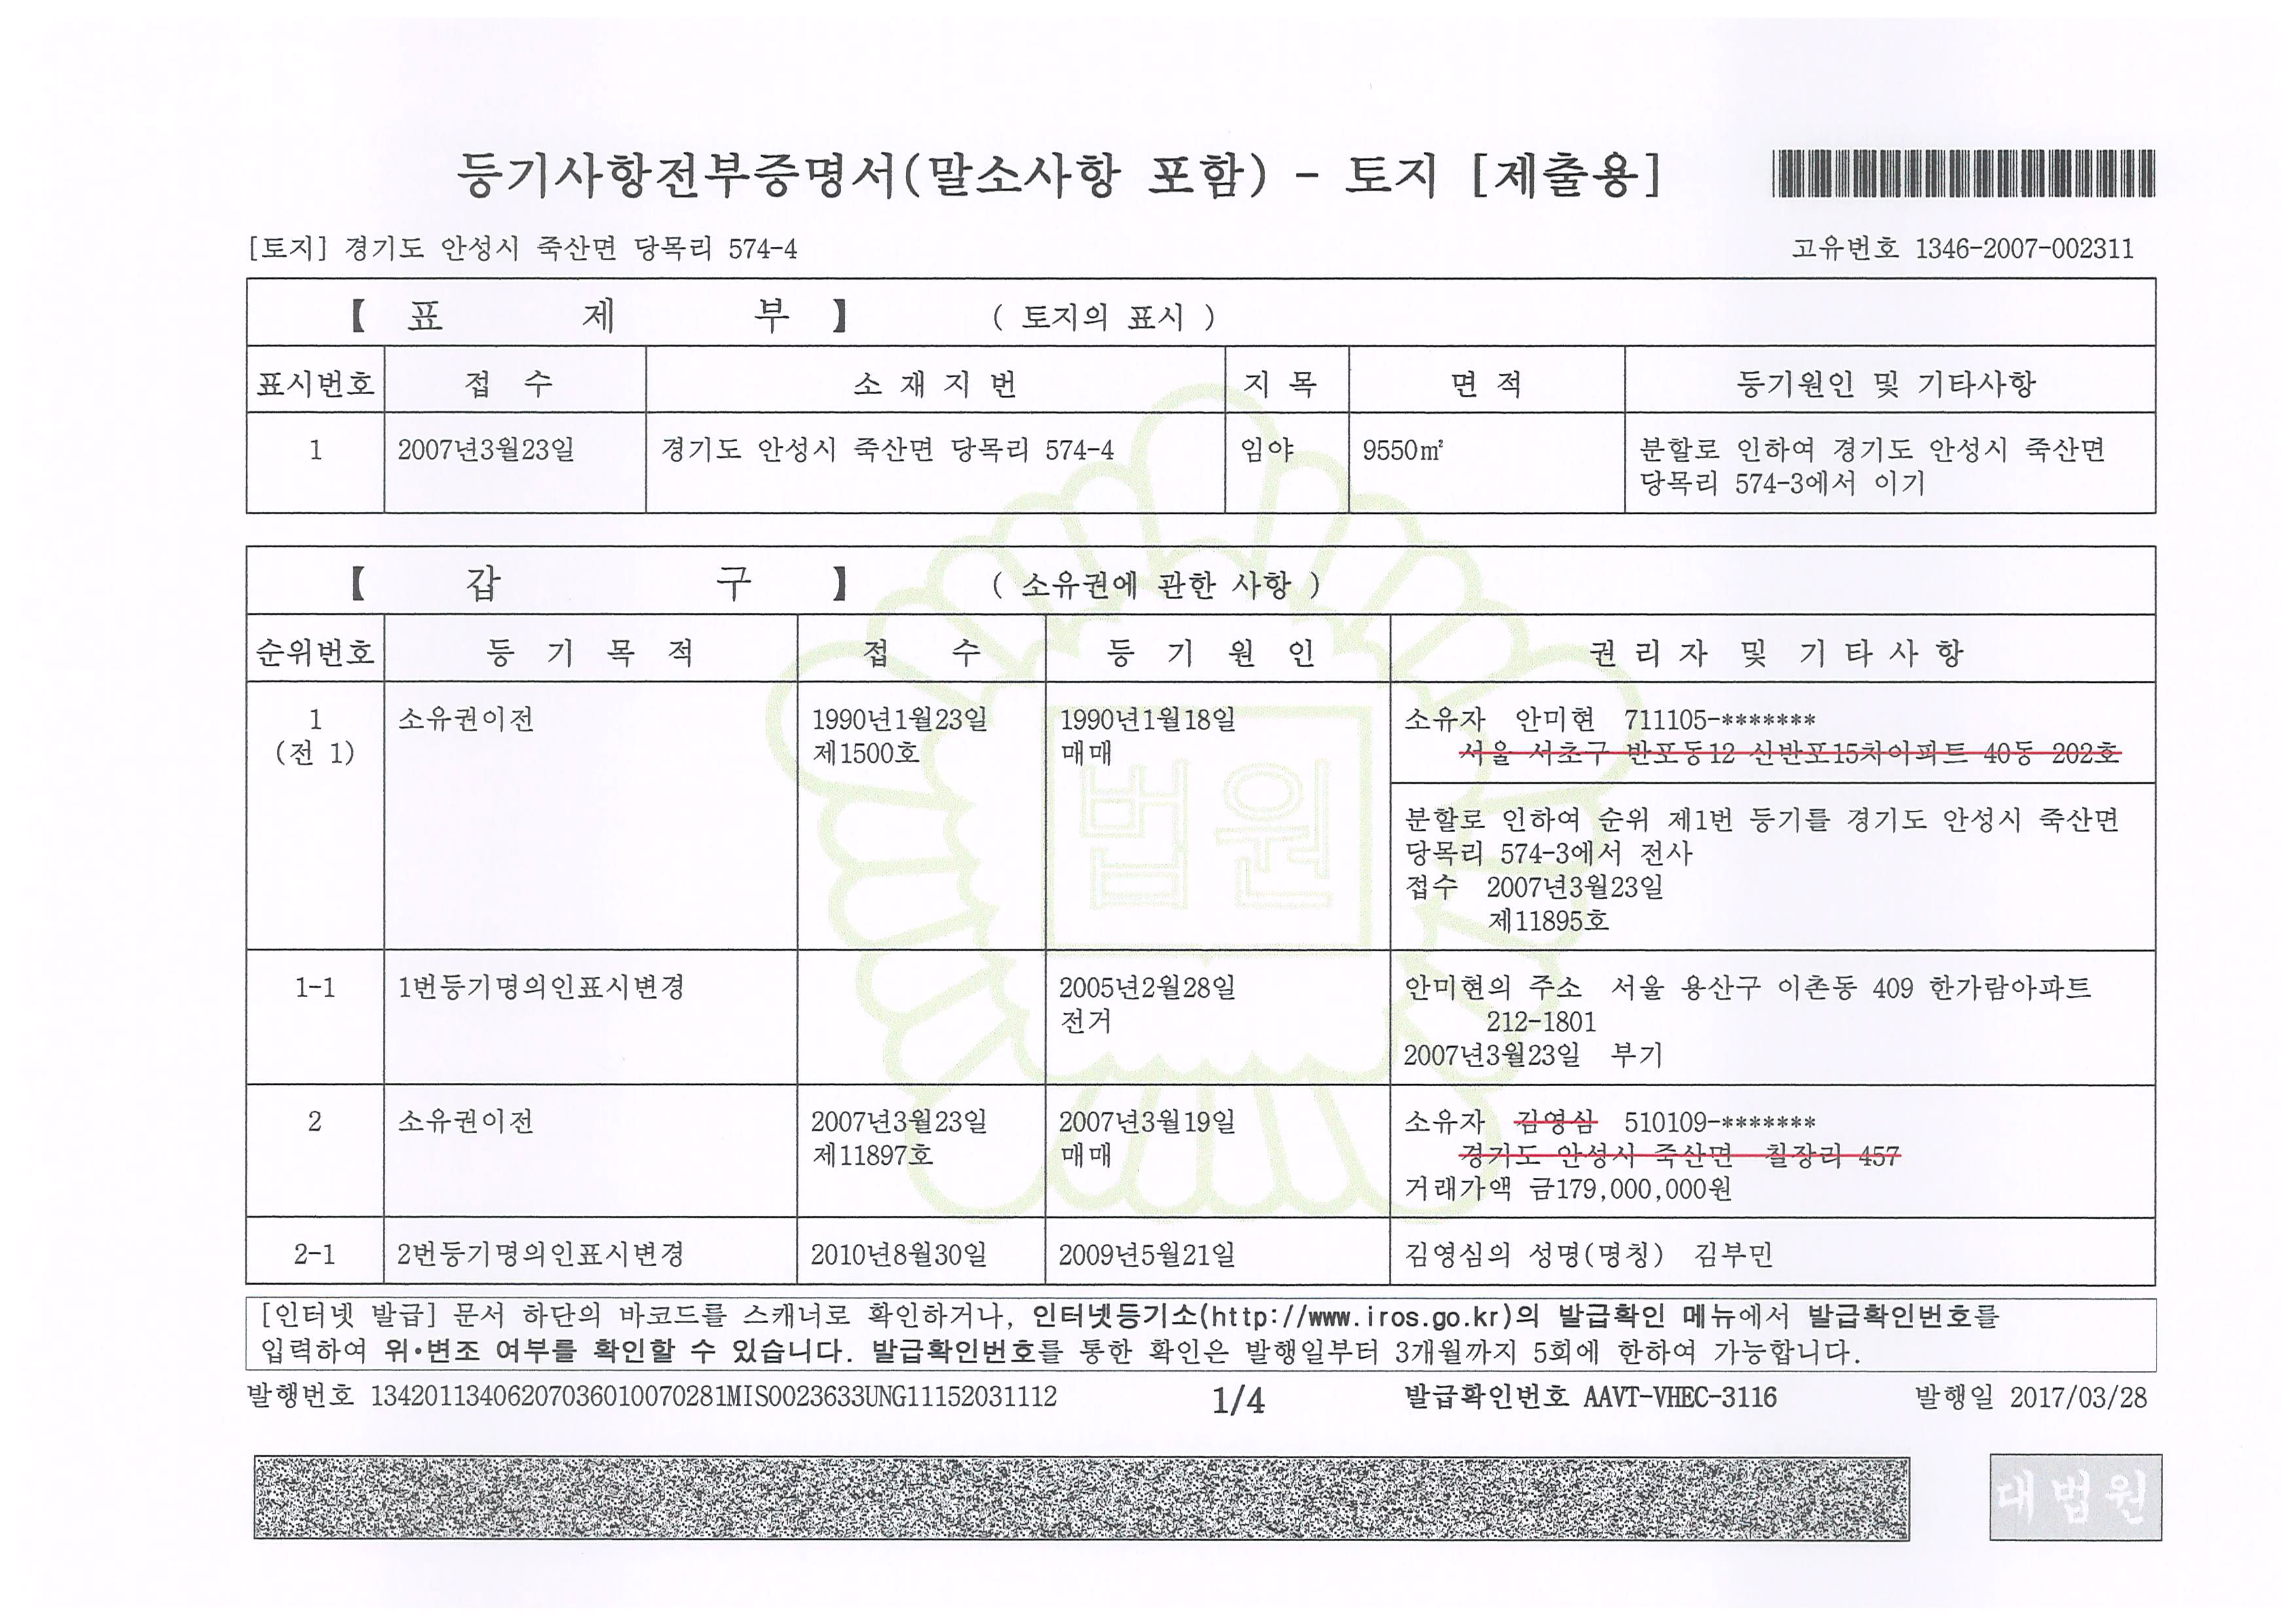 등기사항전부증명서(말소사항 포함) - 토지 [제출용]
[토지] 경기도 안성시 죽산면 당목리 574-4
고유번호 1346-2007-002311
【 표 제 부 】 ( 토지의 표시 )
표시번호 접 수 소 재 지 번 지 목 면 적 등기원인 및 기타사항
1 2007년3월23일 경기도 안성시 죽산면 당목리 574-4 임야 9550㎡ 분할로 인하여 경기도 안성시 죽산면
당목리 574-3에서 이기
【 갑 구 】 ( 소유권에 관한 사항 )
순위번호 등 기 목 적 접 수 등 기 원 인 권 리 자 및 기 타 사 항
1 소유권이전 1990년1월23일 1990년1월18일 소유자 안미현 711105-*******
(전 1) 제1500호 매매 서울 서초구 반포동12 신반포15차아파트 40동 202호
분할로 인하여 순위 제1번 등기를 경기도 안성시 죽산면
당목리 574-3에서 전사
접수 2007년3월23일
제11895호
1-1 1번등기명의인표시변경 2005년2월28일 안미현의 주소 서울 용산구 이촌동 409 한가람아파트
전거 212-1801
2007년3월23일 부기
2 소유권이전 2007년3월23일 2007년3월19일 소유자 김영심 510109-*******
제11897호 매매 경기도 안성시 죽산면 칠장리 457
거래가액 금179,000,000원
2-1 2번등기명의인표시변경 2010년8월30일 2009년5월21일 김영심의 성명(명칭) 김부민
[인터넷 발급] 문서 하단의 바코드를 스캐너로 확인하거나, 인터넷등기소(http://www.iros.go.kr)의 발급확인 메뉴에서 발급확인번호를
입력하여 위·변조 여부를 확인할 수 있습니다. 발급확인번호를 통한 확인은 발행일부터 3개월까지 5회에 한하여 가능합니다.
발행번호 13420113406207036010070281MIS0023633UNG11152031112 1/4 발급확인번호 AAVT-VHEC-3116 발행일 2017/03/28
대법원
법원